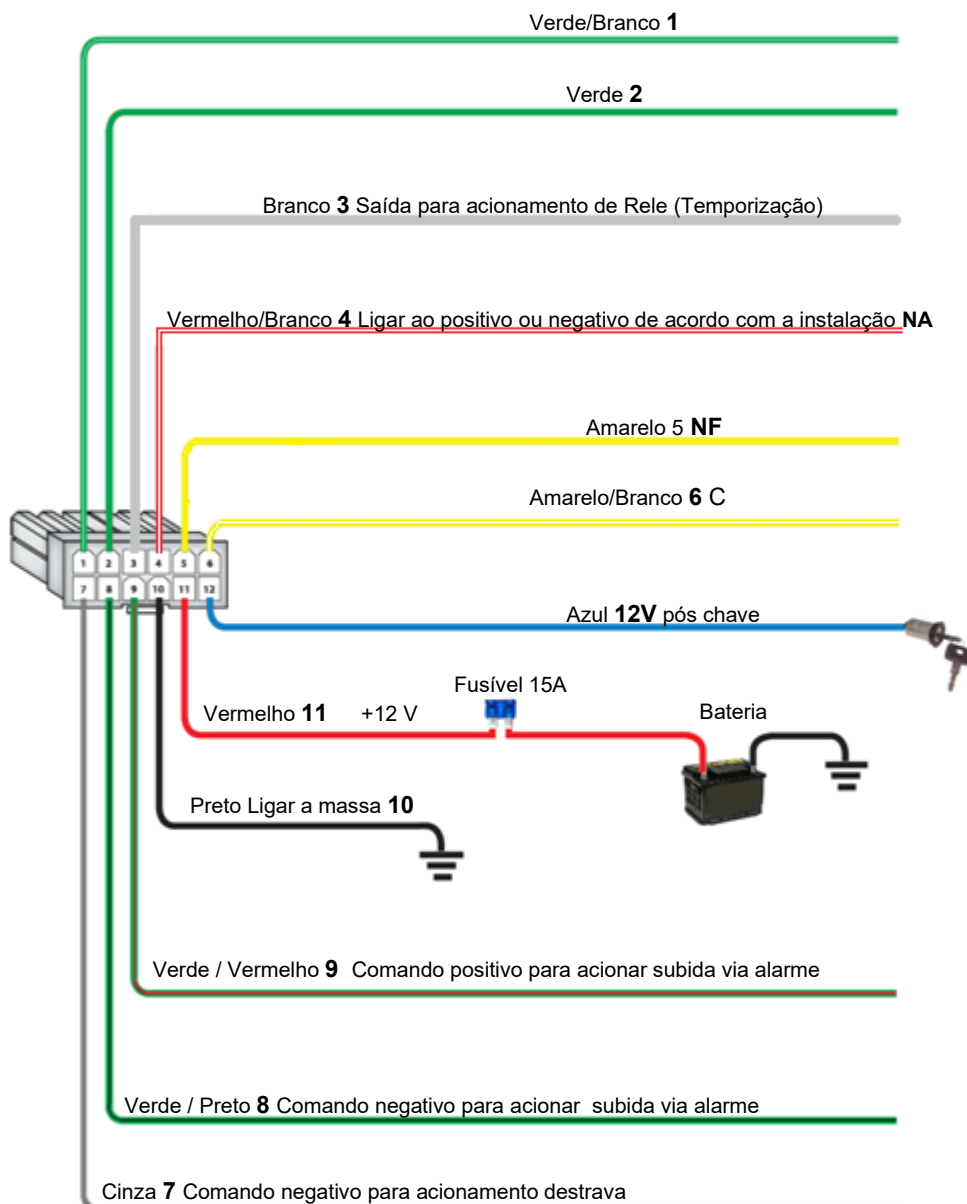 Verde/Branco 1
Verde 2
Branco 3 Saída para acionamento de Rele (Temporização)
Vermelho/Branco 4 Ligar ao positivo ou negativo de acordo com a instalação NA
Amarelo 5 NF
Amarelo/Branco 6 C
1 2 3 4 5 6
7 8 9 10 11 12
Azul 12V pós chave
Fusível 15A
Vermelho 11 +12 V
Bateria
Preto Ligar a massa 10
Verde / Vermelho 9 Comando positivo para acionar subida via alarme
Verde / Preto 8 Comando negativo para acionar subida via alarme
Cinza 7 Comando negativo para acionamento destrava